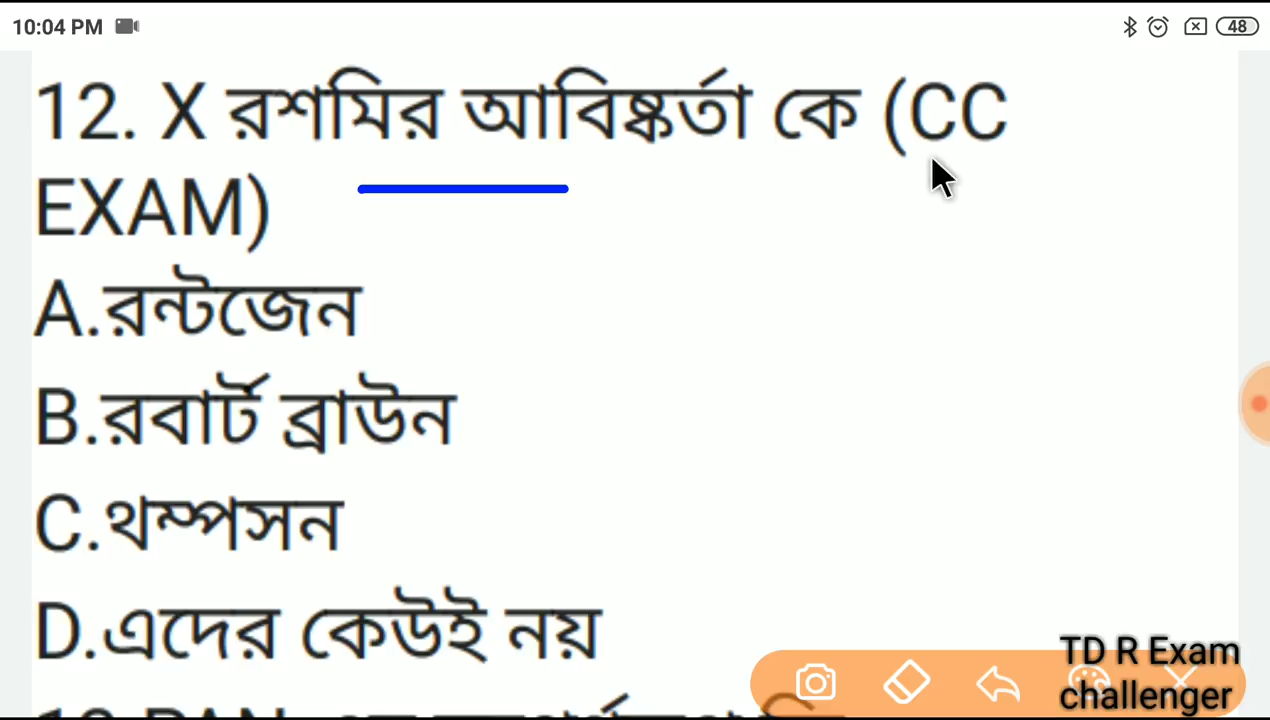 10:04 PM
48
12. X রশমির আবিষ্কর্তা কে (CC
EXAM)
A.রন্টজেন
B.রবার্ট ব্রাউন
C.থম্পসন
D.এদের কেউই নয়
TD R Exam
challenger